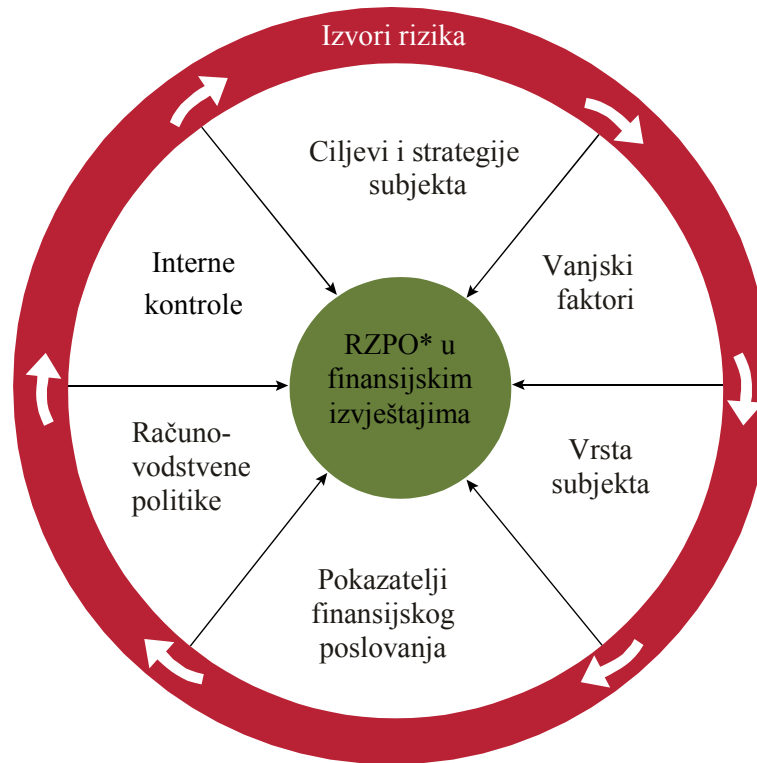 Izvori rizika
Ciljevi i strategije
subjekta
Vanjski
faktori
Vrsta
subjekta
Pokazatelji
finansijskog
poslovanja
Računo-
vodstvene
politike
Interne
kontrole
RZPO* u
finansijskim
izvještajima